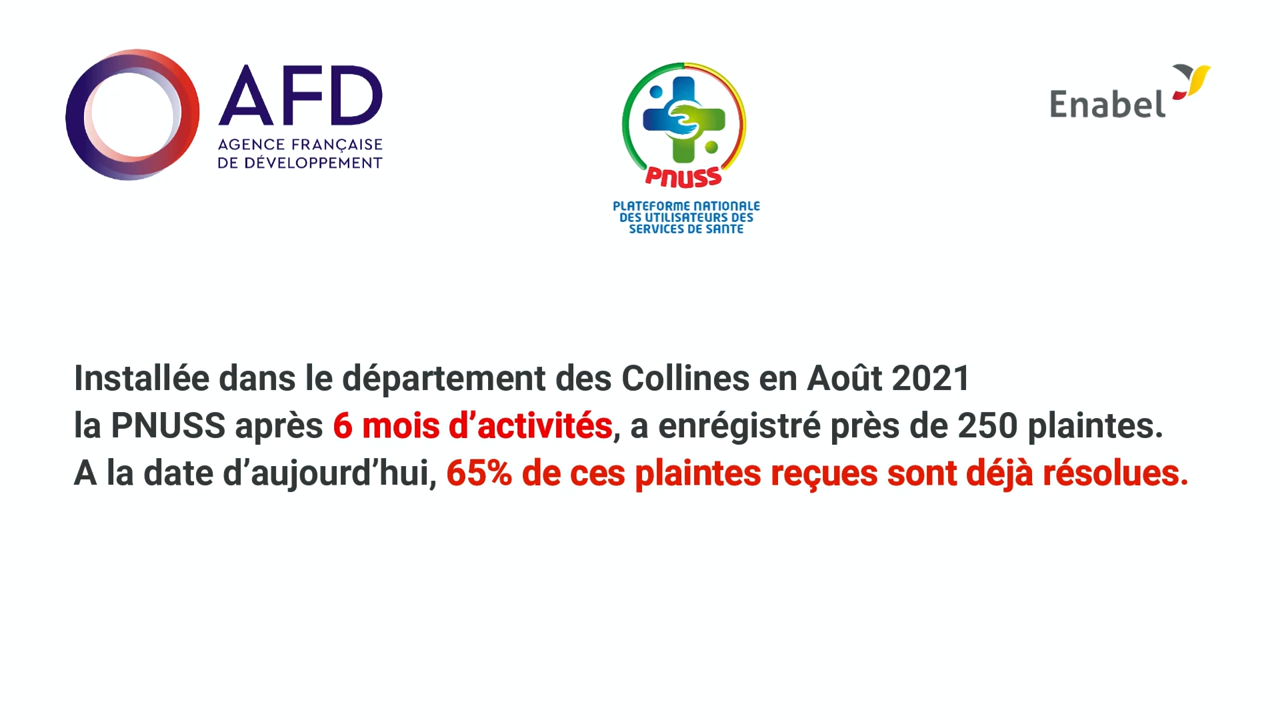 AFD
AGENCE FRANÇAISE
DE DÉVELOPPEMENT
PNUSS
PLATEFORME NATIONALE
DES UTILISATEURS DES
SERVICES DE SANTE
Enabel
Installée dans le département des Collines en Août 2021
la PNUSS après 6 mois d’activités, a enrégistré près de 250 plaintes.
A la date d’aujourd’hui, 65% de ces plaintes reçues sont déjà résolues.